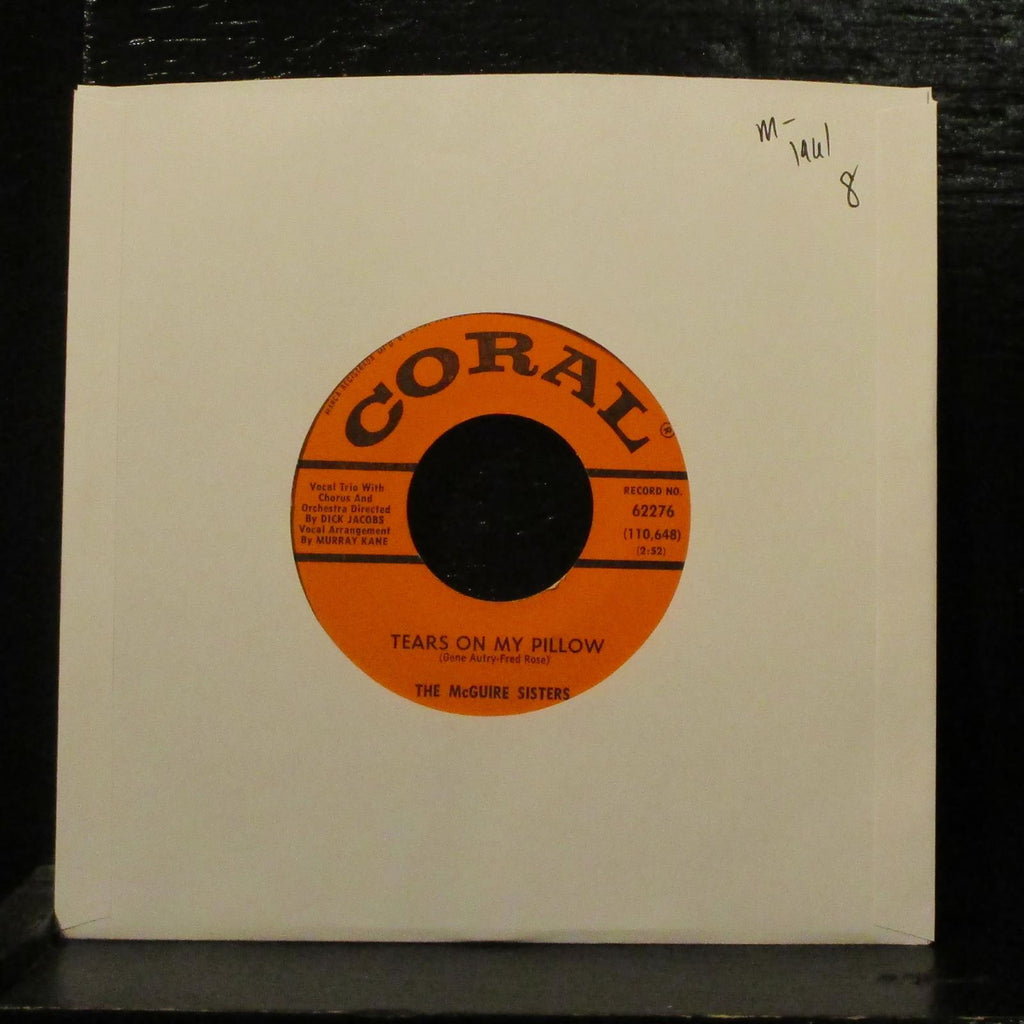 M-
1961
8
CORAL®
Vocal Trio With
Chorus And
Orchestra Directed
By DICK JACOBS
Vocal Arrangement
By MURRAY KANE
RECORD NO.
62276
(110,648)
(2:52)
TEARS ON MY PILLOW
(Gene Autry-Fred Rose)
THE McGUIRE SISTERS